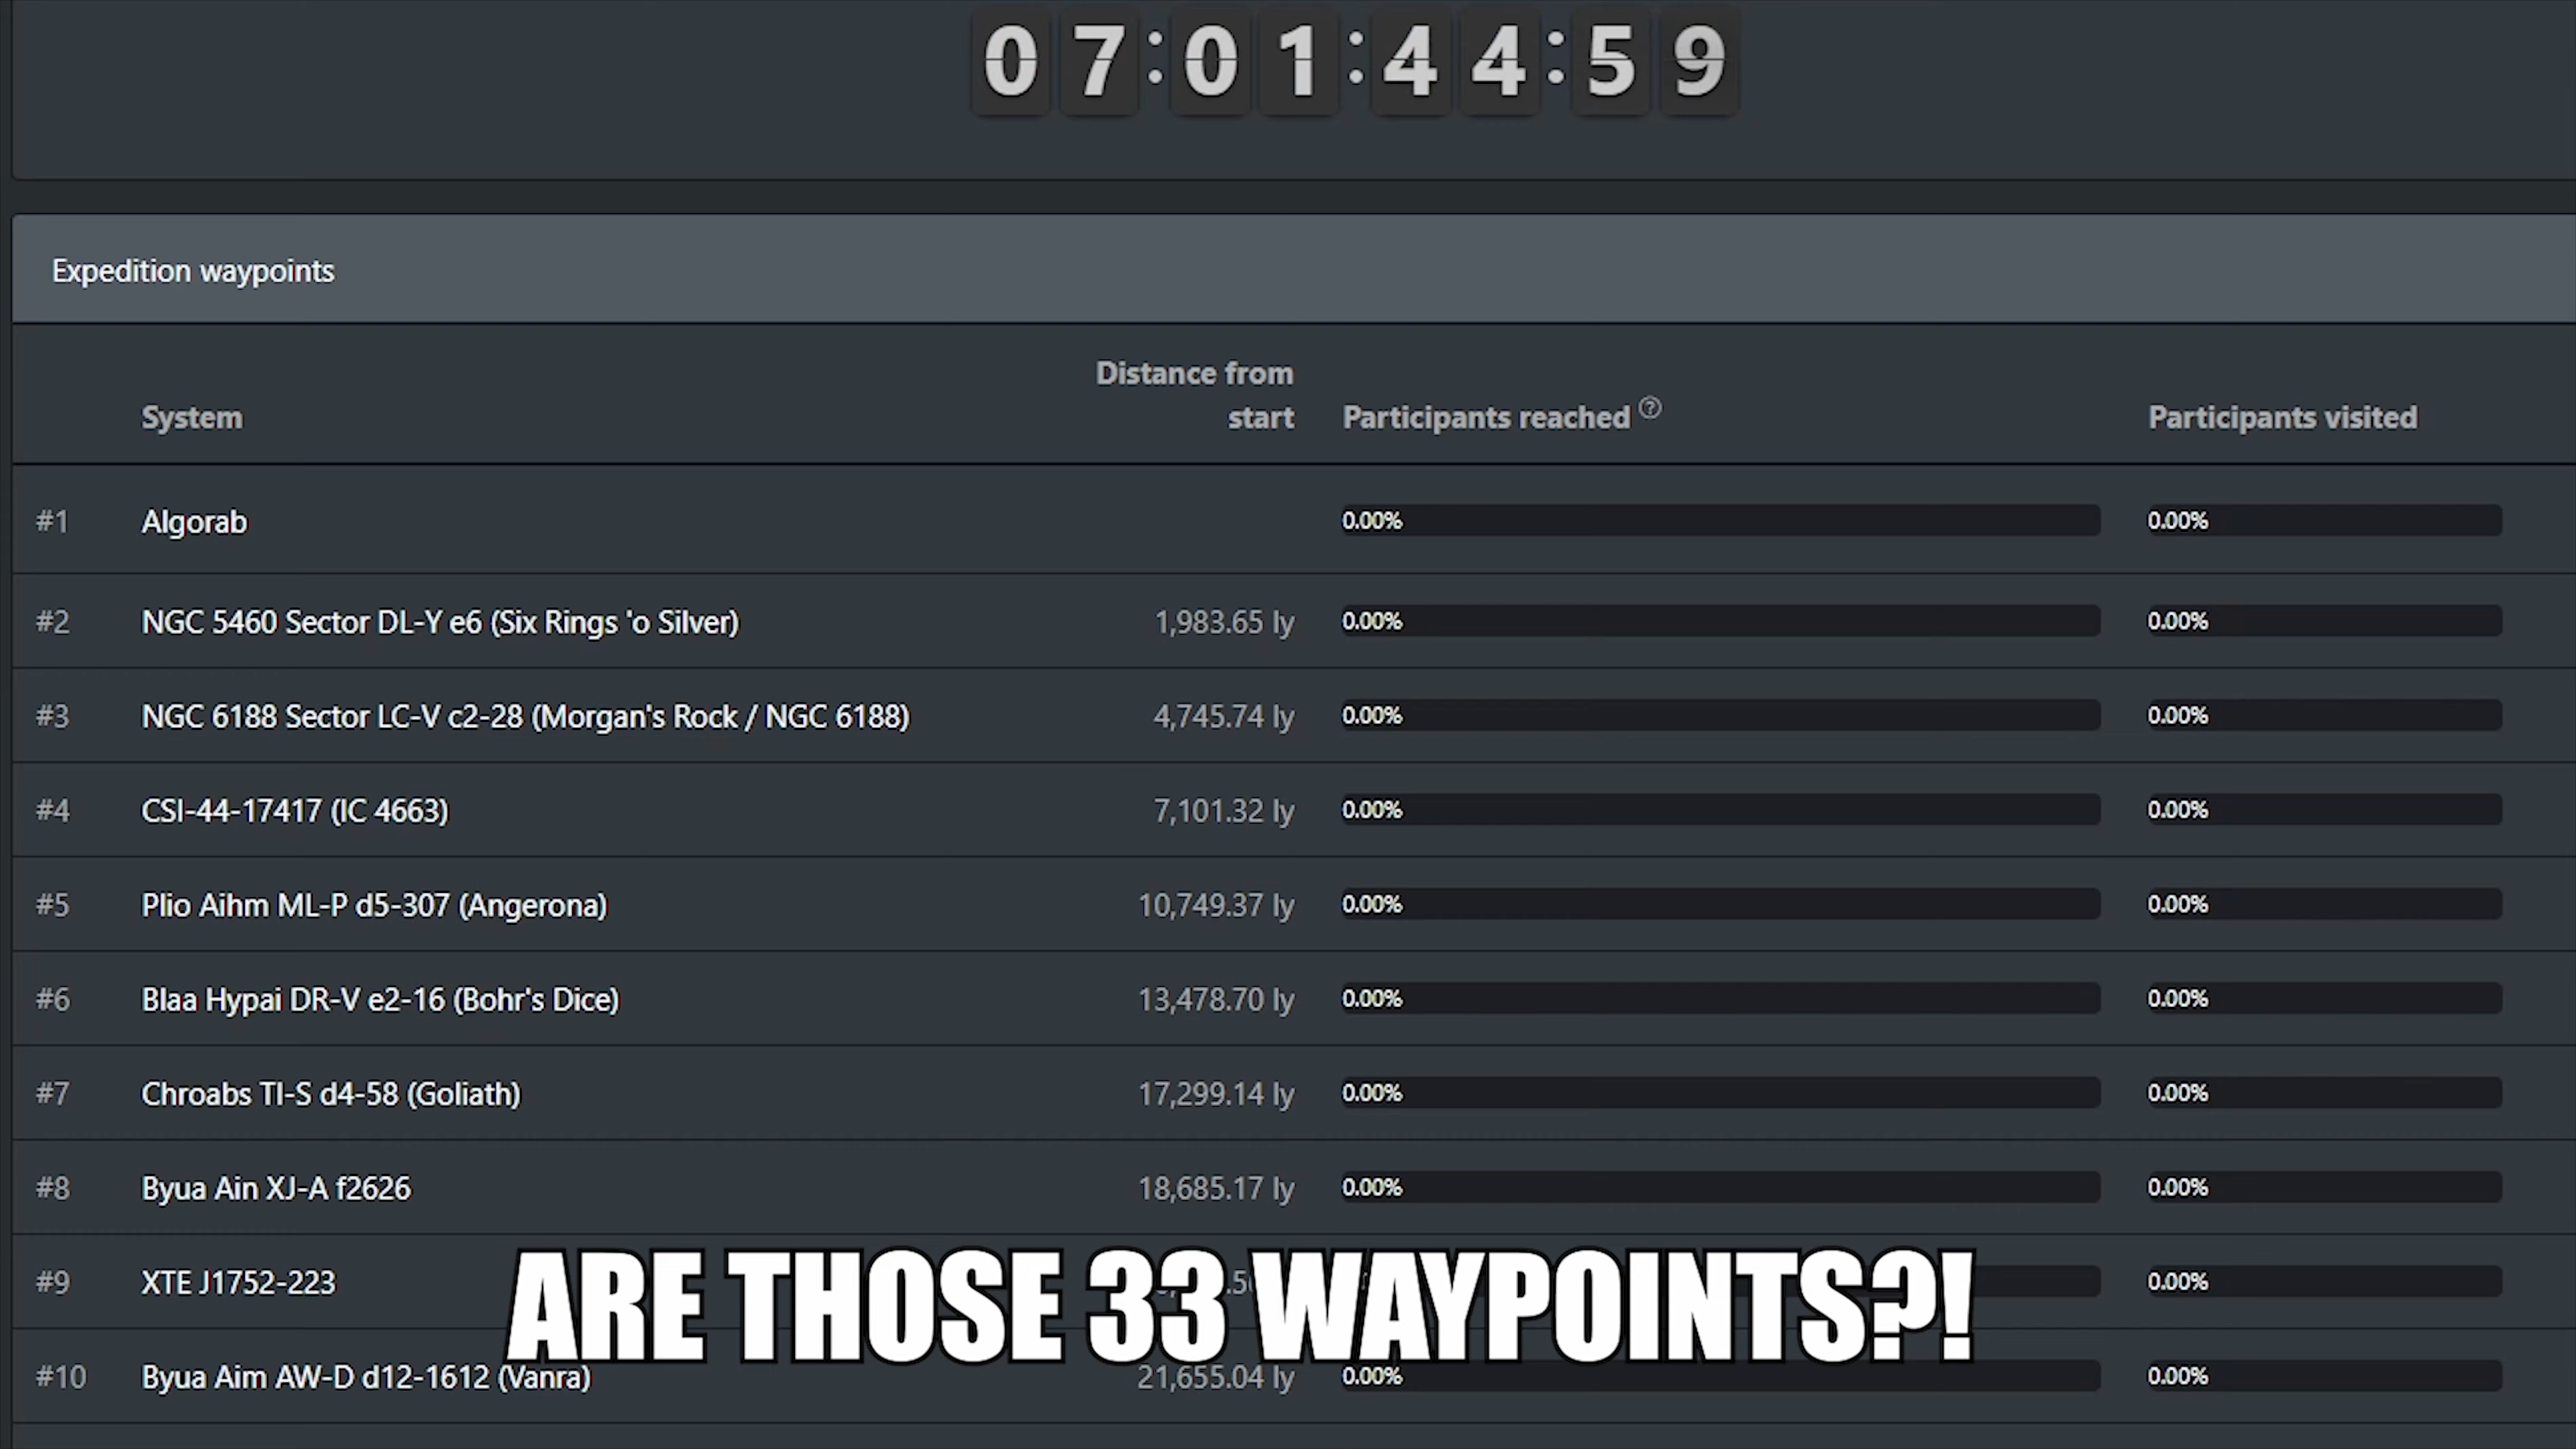 07:01:44:59
Expedition waypoints
System Distance from start Participants reached ? Participants visited
#1 Algorab 0.00% 0.00%
#2 NGC 5460 Sector DL-Y e6 (Six Rings 'o Silver) 1,983.65 ly 0.00% 0.00%
#3 NGC 6188 Sector LC-V c2-28 (Morgan's Rock / NGC 6188) 4,745.74 ly 0.00% 0.00%
#4 CSI-44-17417 (IC 4663) 7,101.32 ly 0.00% 0.00%
#5 Plio Aihm ML-P d5-307 (Angerona) 10,749.37 ly 0.00% 0.00%
#6 Blaa Hypai DR-V e2-16 (Bohr's Dice) 13,478.70 ly 0.00% 0.00%
#7 Chroabs TI-S d4-58 (Goliath) 17,299.14 ly 0.00% 0.00%
#8 Byua Ain XJ-A f2626 18,685.17 ly 0.00% 0.00%
#9 XTE J1752-223 0.00%
ARE THOSE 33 WAYPOINTS?!
#10 Byua Aim AW-D d12-1612 (Vanra) 21,655.04 ly 0.00% 0.00%